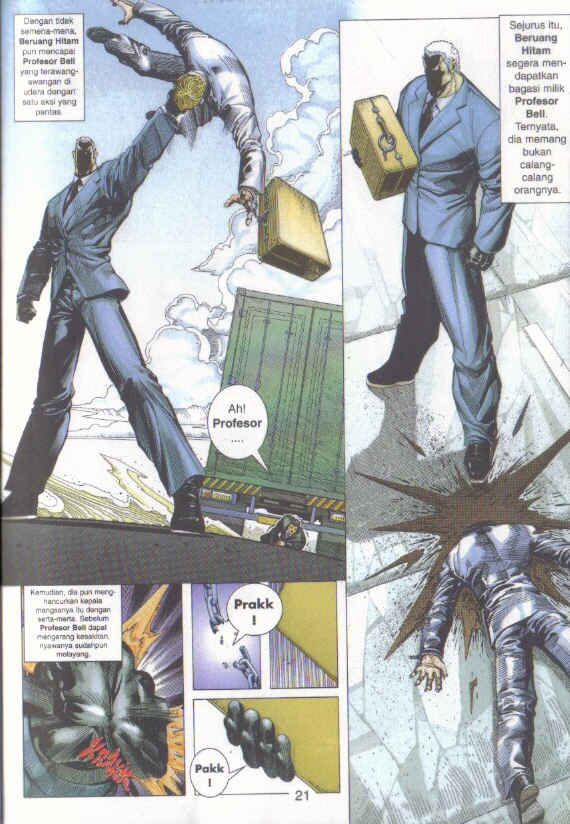 Dengan tidak
semena-mena,
Beruang Hitam
pun mencapai
Profesor Bell
yang terawang-
awangan di
udara dengan
satu aksi yang
pantas.
Ah!
Profesor
....
Kemudian, dia pun meng-
hancurkan kepala
mangsanya itu dengan
serta-merta. Sebelum
Profesor Bell dapat
mengerang kesakitan,
nyawanya sudahpun
melayang.
Prakk
!
Pakk
!
21
Sejurus itu,
Beruang
Hitam
segera men-
dapatkan
bagasi milik
Profesor
Bell.
Ternyata,
dia memang
bukan
calang-
calang
orangnya.